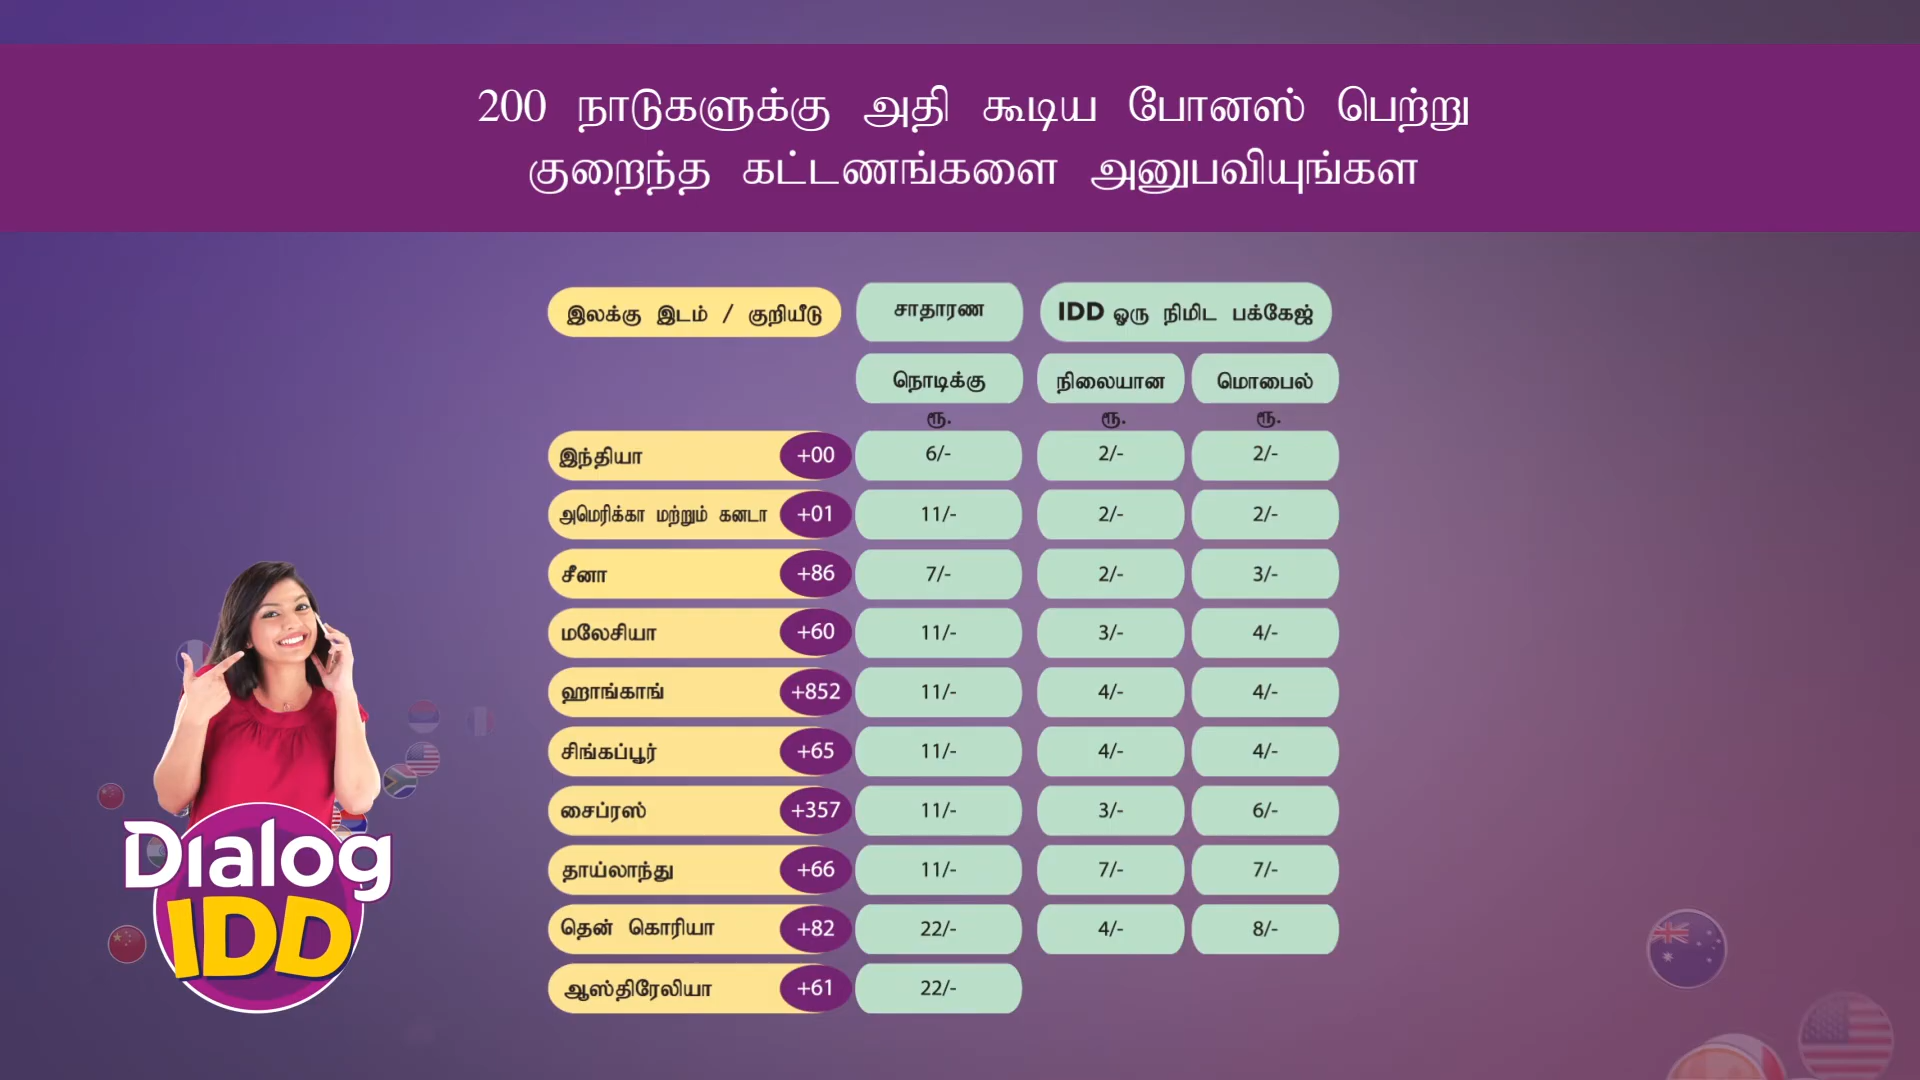 200 நாடுகளுக்கு அதி கூடிய போனஸ் பெற்று
குறைந்த கட்டணங்களை அனுபவியுங்கள
இலக்கு இடம் / குறியீடு சாதாரண IDD ஓரு நிமிட பக்கேஜ்
நொடிக்கு நிலையான மொபைல்
ரூ. ரூ. ரூ.
இந்தியா +00 6/- 2/- 2/-
அமெரிக்கா மற்றும் கனடா +01 11/- 2/- 2/-
சீனா +86 7/- 2/- 3/-
மலேசியா +60 11/- 3/- 4/-
ஹாங்காங் +852 11/- 4/- 4/-
சிங்கப்பூர் +65 11/- 4/- 4/-
சைப்ரஸ் +357 11/- 3/- 6/-
தாய்லாந்து +66 11/- 7/- 7/-
தென் கொரியா +82 22/- 4/- 8/-
ஆஸ்திரேலியா +61 22/-
Dialog
IDD